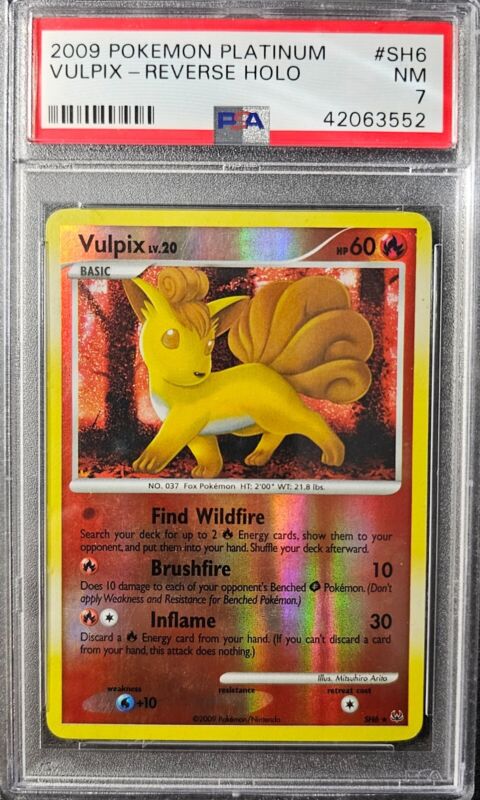 2009 POKEMON PLATINUM #SH6
VULPIX – REVERSE HOLO NM
7
PSA 42063552
Vulpix LV.20 HP 60
BASIC
NO. 037 Fox Pokémon HT: 2'00" WT: 21.8 lbs.
Find Wildfire
Search your deck for up to 2 Energy cards, show them to your
opponent, and put them into your hand. Shuffle your deck afterward.
Brushfire 10
Does 10 damage to each of your opponent's Benched Pokémon. (Don't
apply Weakness and Resistance for Benched Pokémon.)
Inflame 30
Discard a Energy card from your hand. (If you can't discard a card
from your hand, this attack does nothing.)
Illus. Mitsuhiro Arita
weakness resistance retreat cost
+10
©2009 Pokémon/Nintendo SH6 ★